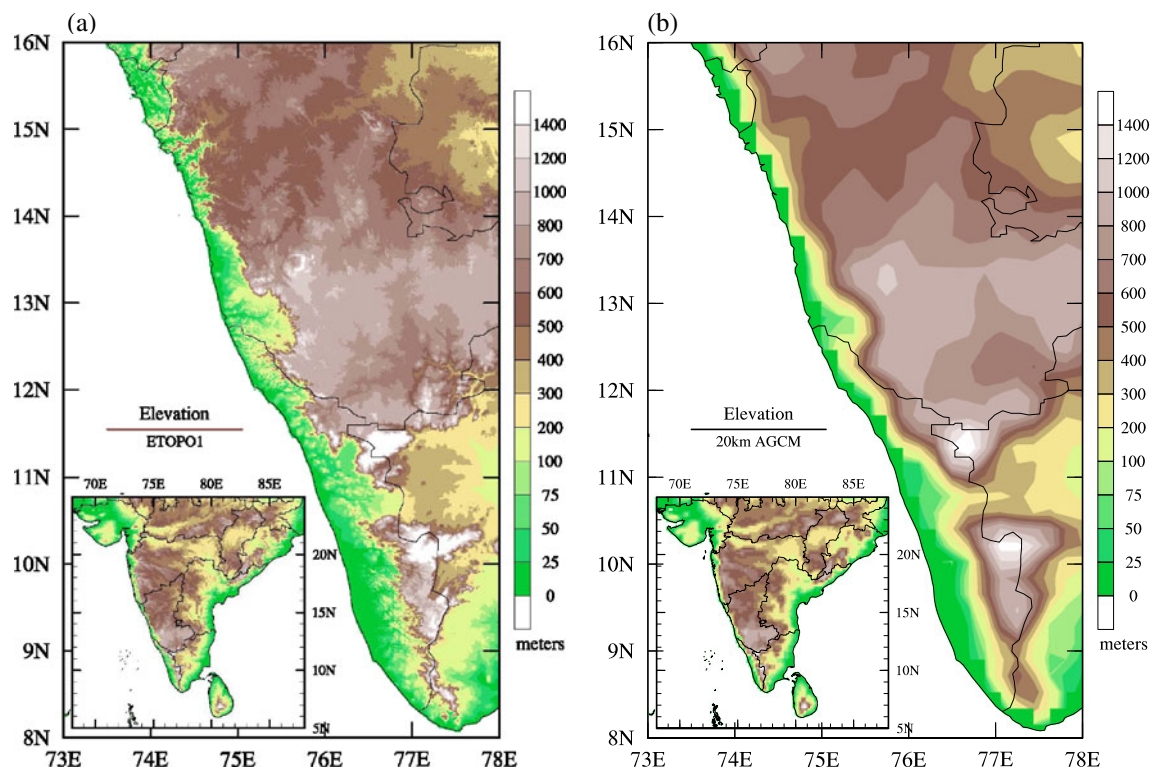 (a)
16N
15N
14N
13N
12N
11N
10N
9N
8N
73E 74E 75E 76E 77E 78E
Elevation
ETOPO1
70E 75E 80E 85E
20N
15N
10N
5N
1400
1200
1000
800
700
600
500
400
300
200
100
75
50
25
0
meters
(b)
16N
15N
14N
13N
12N
11N
10N
9N
8N
73E 74E 75E 76E 77E 78E
Elevation
20km AGCM
70E 75E 80E 85E
20N
15N
10N
5N
1400
1200
1000
800
700
600
500
400
300
200
100
75
50
25
0
meters